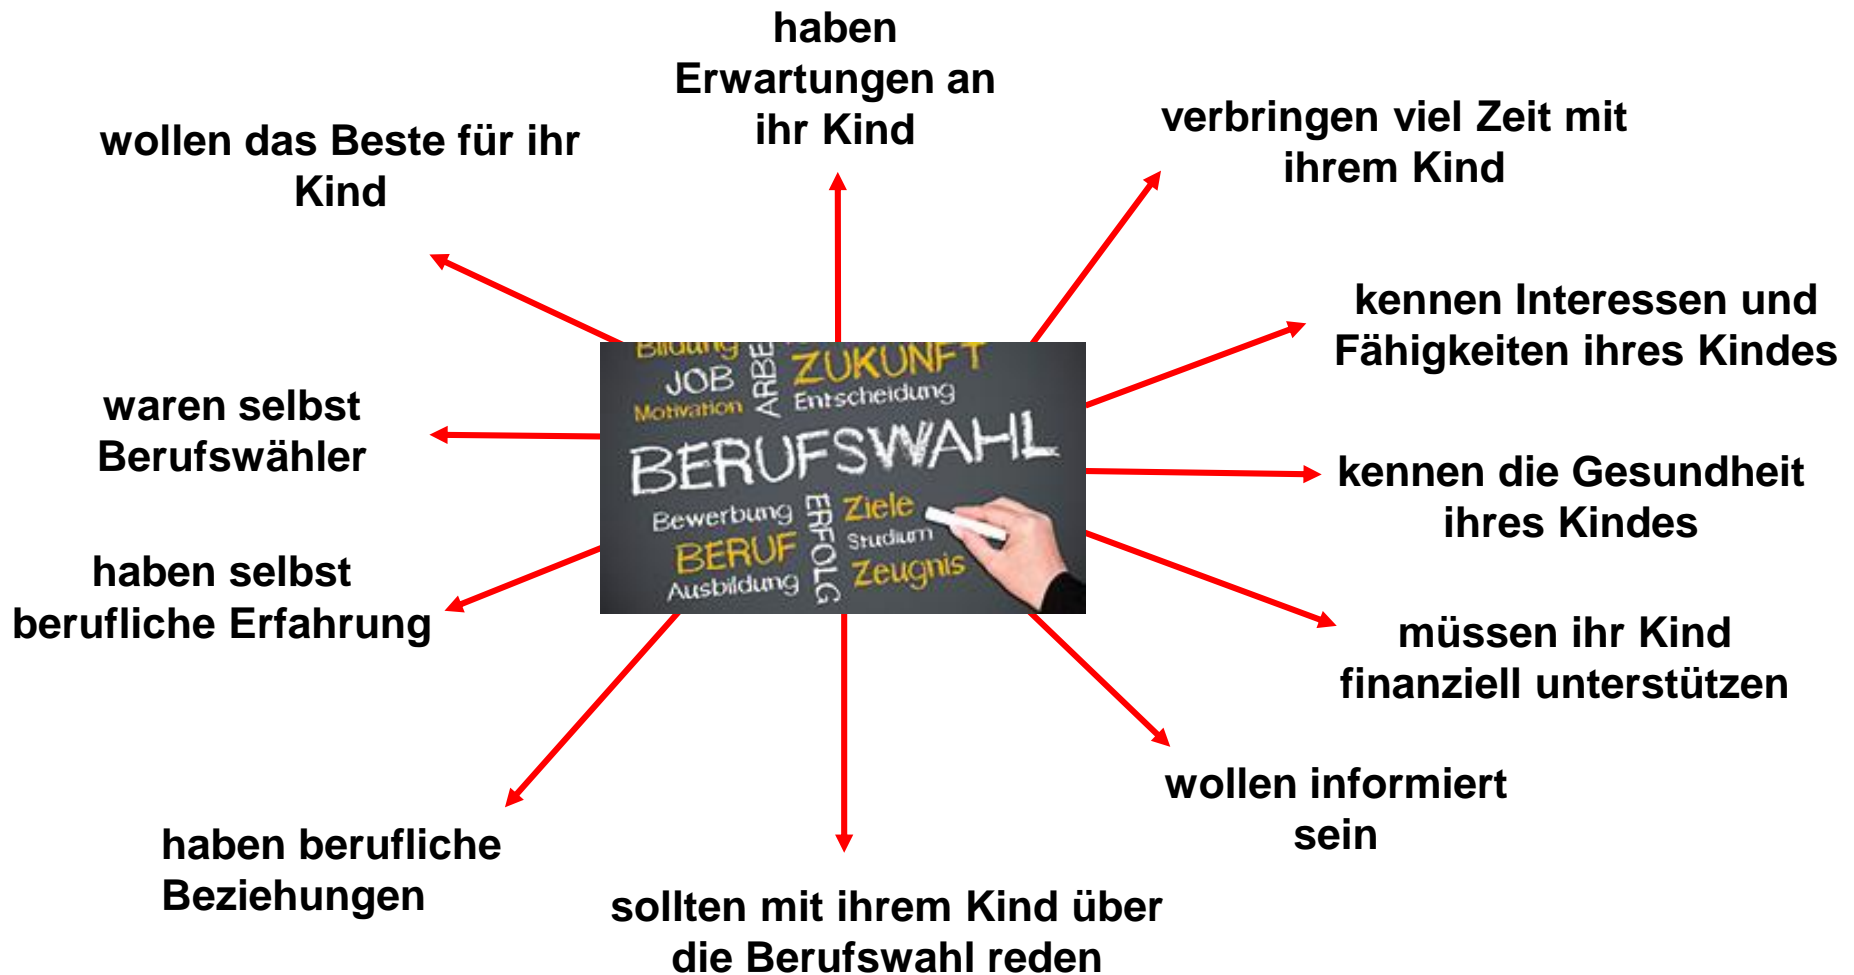 haben
Erwartungen an
ihr Kind
verbringen viel Zeit mit
ihrem Kind
wollen das Beste für ihr
Kind
kennen Interessen und
Fähigkeiten ihres Kindes
waren selbst
Berufswähler
kennen die Gesundheit
ihres Kindes
haben selbst
berufliche Erfahrung
müssen ihr Kind
finanziell unterstützen
wollen informiert
sein
haben berufliche
Beziehungen
sollten mit ihrem Kind über
die Berufswahl reden
Bildung
JOB
Motivation
ZUKUNFT
Entscheidung
BERUFSWAHL
Bewerbung
BERUF
Ausbildung
ERFOLG
Ziele
Studium
Zeugnis